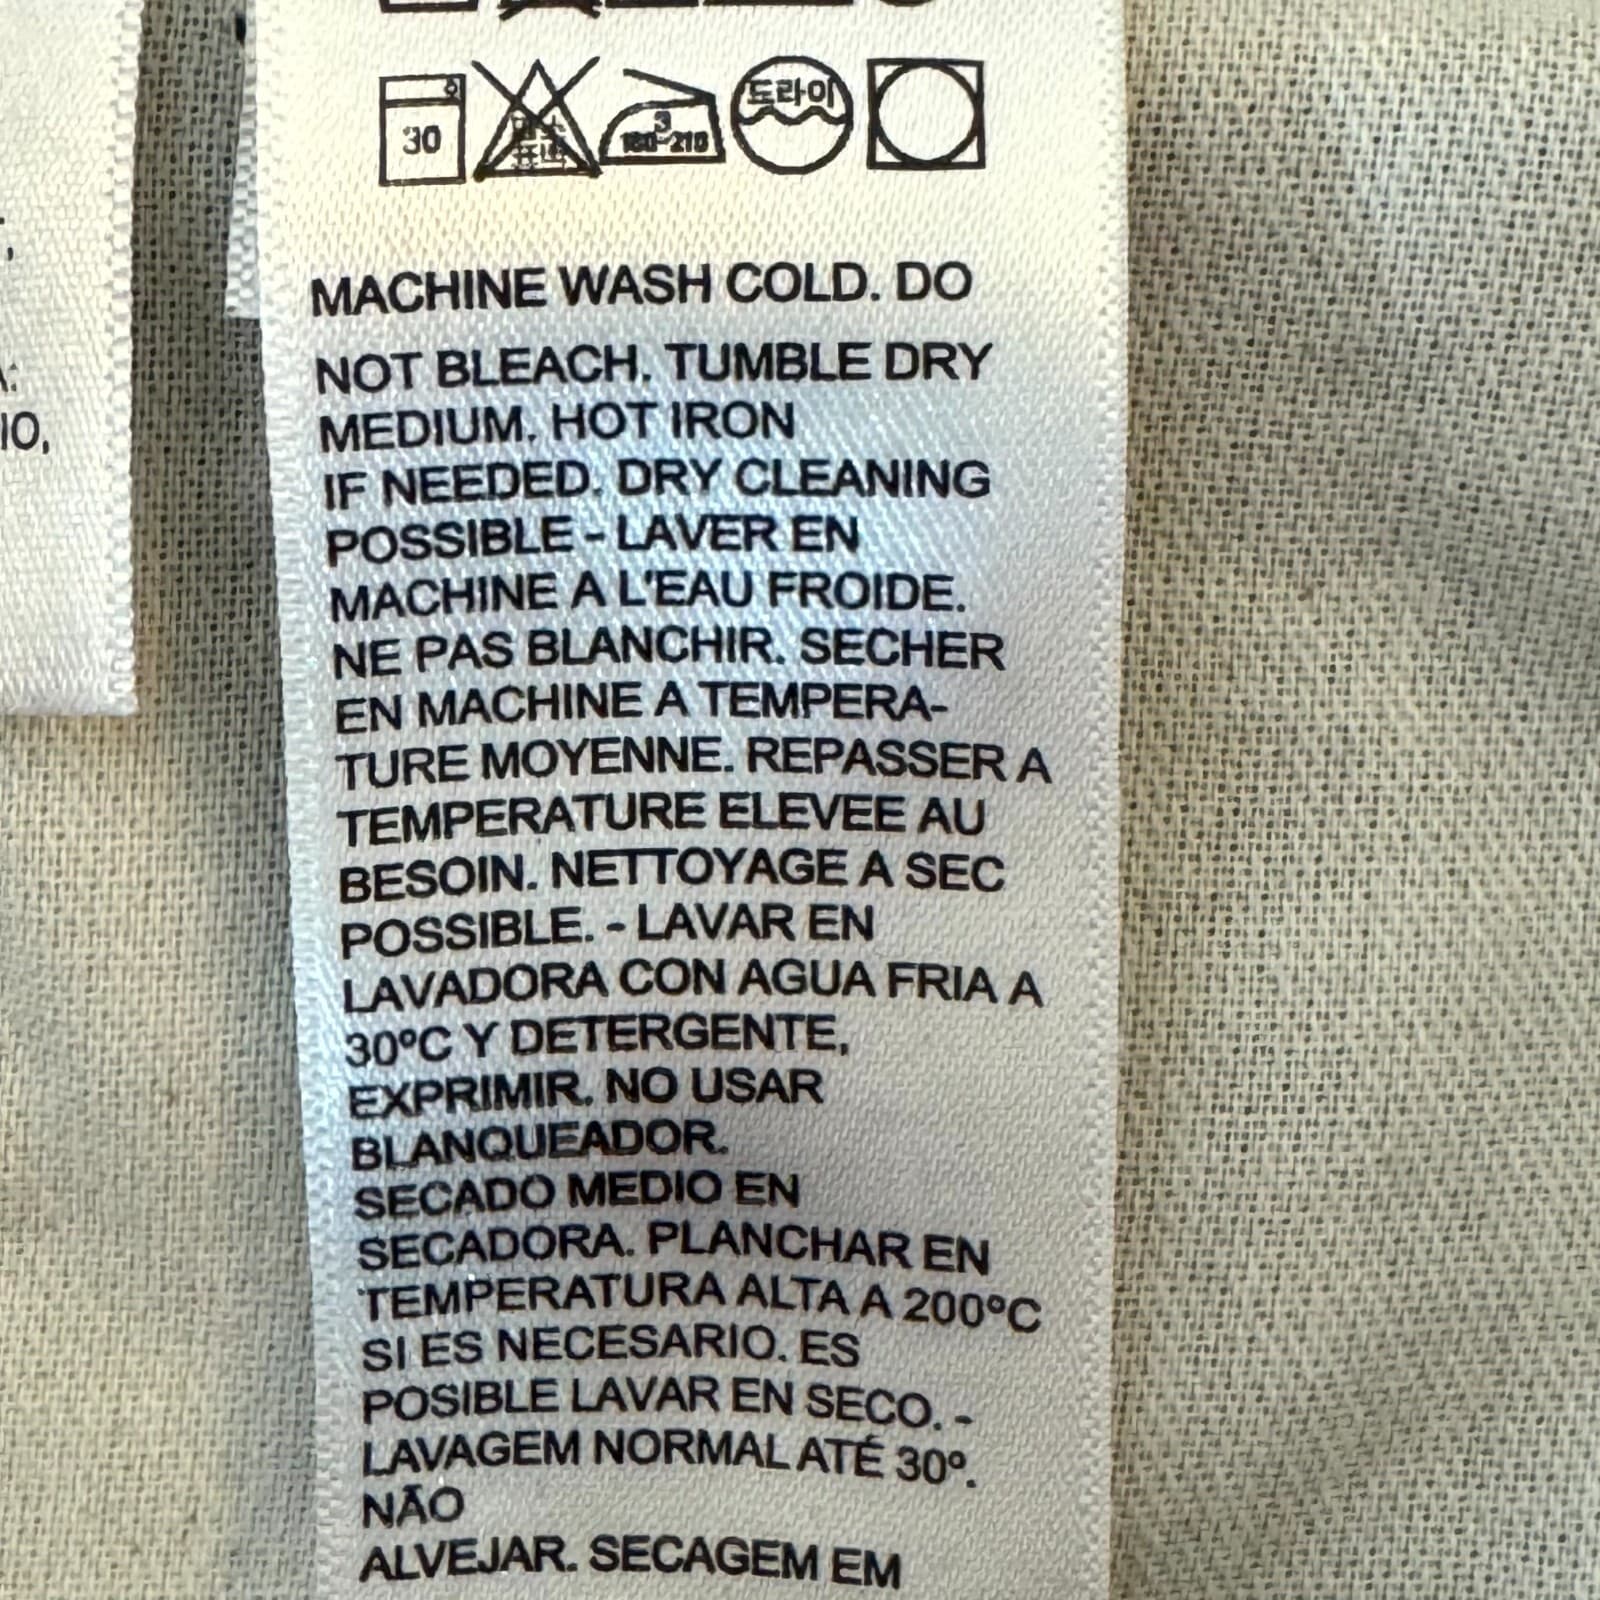 30
도라이
3
180~210
MACHINE WASH COLD. DO
NOT BLEACH. TUMBLE DRY
MEDIUM. HOT IRON
IF NEEDED. DRY CLEANING
POSSIBLE - LAVER EN
MACHINE A L'EAU FROIDE.
NE PAS BLANCHIR. SECHER
EN MACHINE A TEMPERA-
TURE MOYENNE. REPASSER A
TEMPERATURE ELEVEE AU
BESOIN. NETTOYAGE A SEC
POSSIBLE. - LAVAR EN
LAVADORA CON AGUA FRIA A
30ºC Y DETERGENTE,
EXPRIMIR. NO USAR
BLANQUEADOR.
SECADO MEDIO EN
SECADORA. PLANCHAR EN
TEMPERATURA ALTA A 200ºC
SI ES NECESARIO. ES
POSIBLE LAVAR EN SECO. -
LAVAGEM NORMAL ATÉ 30º.
NÃO
ALVEJAR. SECAGEM EM